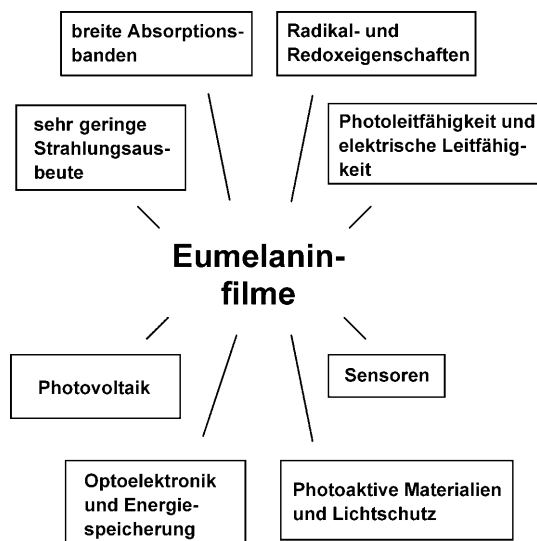 breite Absorptions-
banden
Radikal- und
Redoxeigenschaften
sehr geringe
Strahlungsaus-
beute
Photoleitfähigkeit und
elektrische Leitfähig-
keit
Eumelanin-
filme
Photovoltaik
Sensoren
Optoelektronik
und Energie-
speicherung
Photoaktive Materialien
und Lichtschutz